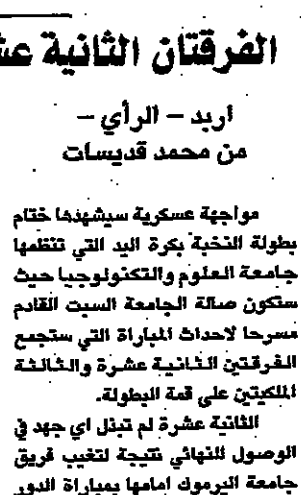 الفرقتان الثانية
اربد – الرأي –
من محمد قديسات
مواجهة عسكرية سيشهدها ختام
بطولة النخبة بكرة اليد التي تنظمها
جامعة العلوم والتكنولوجيا حيث
ستكون صالة الجامعة السبت القادم
مسرحا لاحداث المباراة التي ستجمع
الفرقتين الثانية عشرة والثالثة
الملكيتين على قمة البطولة.
الثانية عشرة لم تبذل اي جهد في
الوصول للنهائي نتيجة لتغيب فريق
جامعة اليرموك امامها بمباراة الدور